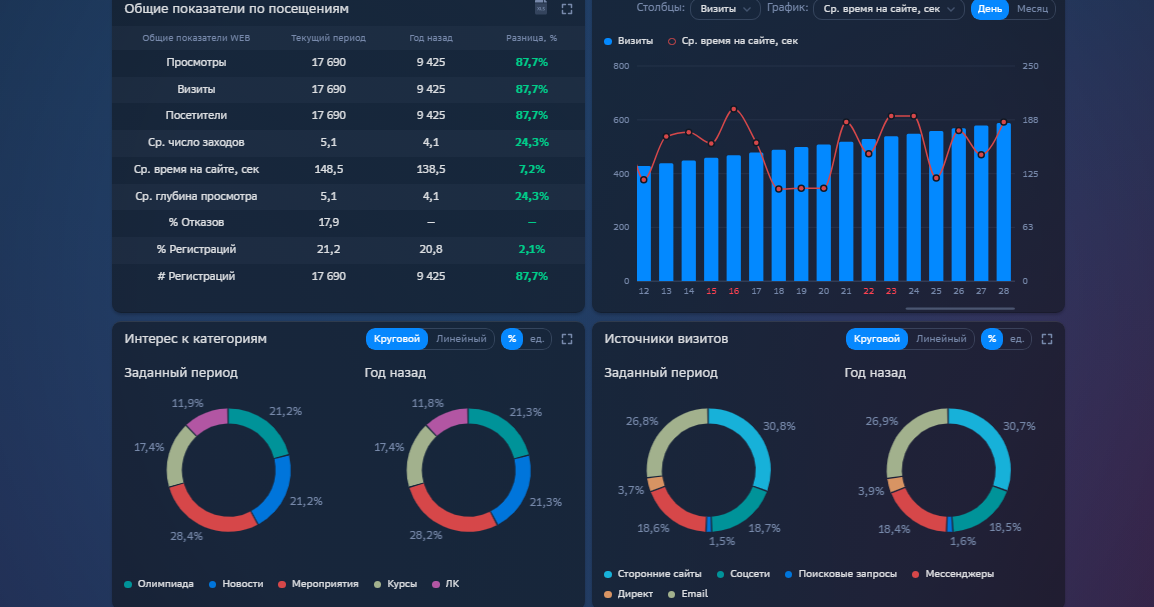 Общие показатели по посещениям
XLS
Общие показатели WEB Текущий период Год назад Разница, %
Просмотры 17 690 9 425 87,7%
Визиты 17 690 9 425 87,7%
Посетители 17 690 9 425 87,7%
Ср. число заходов 5,1 4,1 24,3%
Ср. время на сайте, сек 148,5 138,5 7,2%
Ср. глубина просмотра 5,1 4,1 24,3%
% Отказов 17,9 — —
% Регистраций 21,2 20,8 2,1%
# Регистраций 17 690 9 425 87,7%
Столбцы: Визиты График: Ср. время на сайте, сек День Месяц
Визиты Ср. время на сайте, сек
800 250
600 188
400 125
200 63
0 0
12 13 14 15 16 17 18 19 20 21 22 23 24 25 26 27 28
Интерес к категориям Круговой Линейный % ед.
Заданный период Год назад
11,9% 21,2%
17,4%
21,2%
28,4%
11,8% 21,3%
17,4%
21,3%
28,2%
Олимпиада Новости Мероприятия Курсы ЛК
Источники визитов Круговой Линейный % ед.
Заданный период Год назад
26,8% 30,8%
3,7%
18,6% 18,7%
1,5%
26,9% 30,7%
3,9%
18,4% 18,5%
1,6%
Сторонние сайты Соцсети Поисковые запросы Мессенджеры
Директ Email